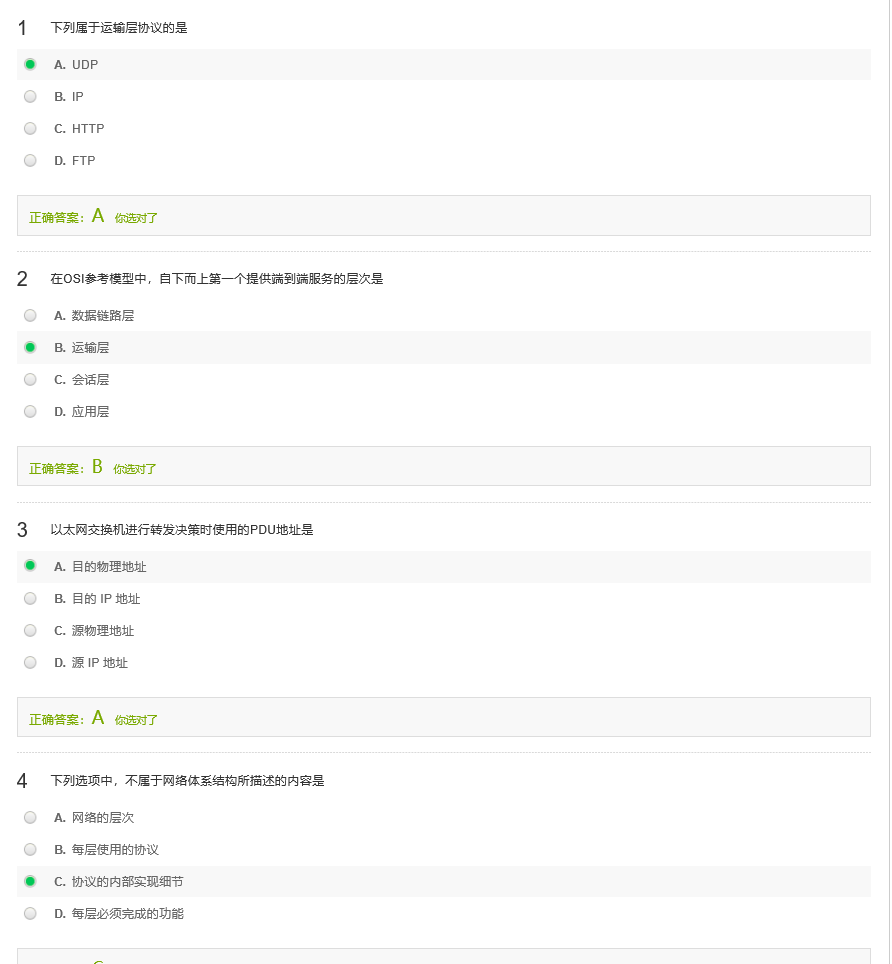 1 下列属于运输层协议的是
A. UDP
B. IP
C. HTTP
D. FTP
正确答案: A 你选对了
2 在OSI参考模型中，自下而上第一个提供端到端服务的层次是
A. 数据链路层
B. 运输层
C. 会话层
D. 应用层
正确答案: B 你选对了
3 以太网交换机进行转发决策时使用的PDU地址是
A. 目的物理地址
B. 目的 IP 地址
C. 源物理地址
D. 源 IP 地址
正确答案: A 你选对了
4 下列选项中，不属于网络体系结构所描述的内容是
A. 网络的层次
B. 每层使用的协议
C. 协议的内部实现细节
D. 每层必须完成的功能